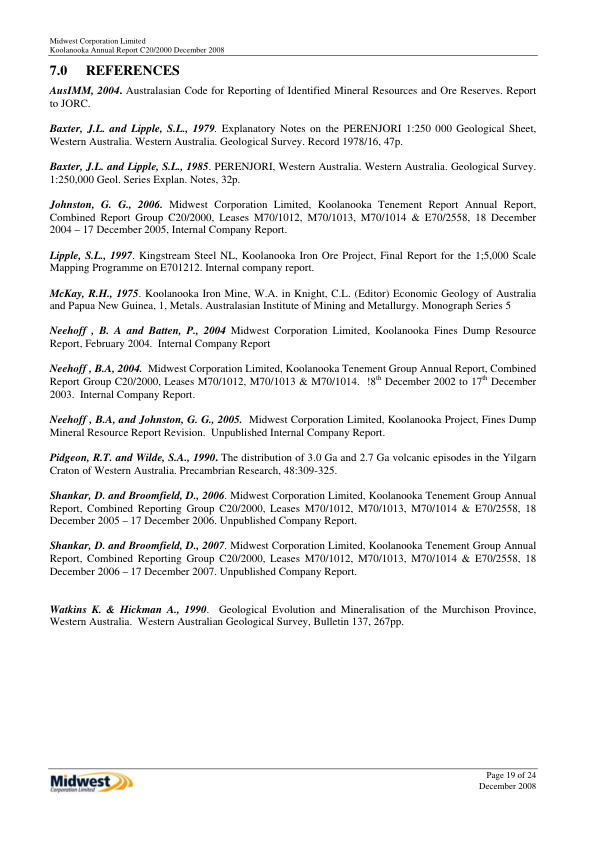 Midwest Corporation Limited
Koolanooka Annual Report C20/2000 December 2008
7.0 REFERENCES
AusIMM, 2004. Australasian Code for Reporting of Identified Mineral Resources and Ore Reserves. Report
to JORC.
Baxter, J.L. and Lipple, S.L., 1979. Explanatory Notes on the PERENJORI 1:250 000 Geological Sheet,
Western Australia. Western Australia. Geological Survey. Record 1978/16, 47p.
Baxter, J.L. and Lipple, S.L., 1985. PERENJORI, Western Australia. Western Australia. Geological Survey.
1:250,000 Geol. Series Explan. Notes, 32p.
Johnston, G. G., 2006. Midwest Corporation Limited, Koolanooka Tenement Report Annual Report,
Combined Report Group C20/2000, Leases M70/1012, M70/1013, M70/1014 & E70/2558, 18 December
2004 – 17 December 2005, Internal Company Report.
Lipple, S.L., 1997. Kingstream Steel NL, Koolanooka Iron Ore Project, Final Report for the 1;5,000 Scale
Mapping Programme on E701212. Internal company report.
McKay, R.H., 1975. Koolanooka Iron Mine, W.A. in Knight, C.L. (Editor) Economic Geology of Australia
and Papua New Guinea, 1, Metals. Australasian Institute of Mining and Metallurgy. Monograph Series 5
Neehoff , B. A and Batten, P., 2004 Midwest Corporation Limited, Koolanooka Fines Dump Resource
Report, February 2004. Internal Company Report
Neehoff , B.A, 2004. Midwest Corporation Limited, Koolanooka Tenement Group Annual Report, Combined
Report Group C20/2000, Leases M70/1012, M70/1013 & M70/1014. !8th December 2002 to 17th December
2003. Internal Company Report.
Neehoff , B.A, and Johnston, G. G., 2005. Midwest Corporation Limited, Koolanooka Project, Fines Dump
Mineral Resource Report Revision. Unpublished Internal Company Report.
Pidgeon, R.T. and Wilde, S.A., 1990. The distribution of 3.0 Ga and 2.7 Ga volcanic episodes in the Yilgarn
Craton of Western Australia. Precambrian Research, 48:309-325.
Shankar, D. and Broomfield, D., 2006. Midwest Corporation Limited, Koolanooka Tenement Group Annual
Report, Combined Reporting Group C20/2000, Leases M70/1012, M70/1013, M70/1014 & E70/2558, 18
December 2005 – 17 December 2006. Unpublished Company Report.
Shankar, D. and Broomfield, D., 2007. Midwest Corporation Limited, Koolanooka Tenement Group Annual
Report, Combined Reporting Group C20/2000, Leases M70/1012, M70/1013, M70/1014 & E70/2558, 18
December 2006 – 17 December 2007. Unpublished Company Report.
Watkins K. & Hickman A., 1990. Geological Evolution and Mineralisation of the Murchison Province,
Western Australia. Western Australian Geological Survey, Bulletin 137, 267pp.
Midwest
Corporation Limited
Page 19 of 24
December 2008